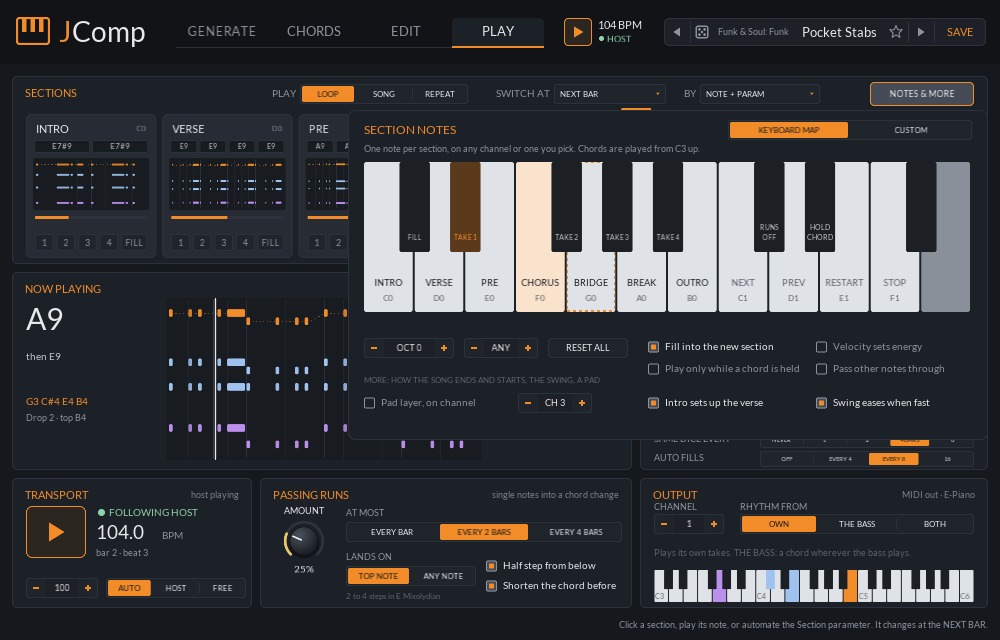 JComp GENERATE CHORDS EDIT PLAY 104 BPM HOST Funk & Soul: Funk Pocket Stabs SAVE
SECTIONS PLAY LOOP SONG REPEAT SWITCH AT NEXT BAR BY NOTE + PARAM NOTES & MORE
INTRO C0 VERSE D0 PRE
E7#9 E7#9 E9 E9 E9 E9 A9
1 2 3 4 FILL 1 2 3 4 FILL 1 2
SECTION NOTES KEYBOARD MAP CUSTOM
One note per section, on any channel or one you pick. Chords are played from C3 up.
FILL TAKE1 TAKE2 TAKE3 TAKE4 RUNS OFF HOLD CHORD
INTRO VERSE PRE CHORUS BRIDGE BREAK OUTRO NEXT PREV RESTART STOP
C0 D0 E0 F0 G0 A0 B0 C1 D1 E1 F1
OCT 0 ANY RESET ALL
Fill into the new section Velocity sets energy
Play only while a chord is held Pass other notes through
MORE: HOW THE SONG ENDS AND STARTS, THE SWING, A PAD
Pad layer, on channel CH 3 Intro sets up the verse Swing eases when fast
NOW PLAYING
A9
then E9
G3 C#4 E4 B4
Drop 2 · top B4
AUTO FILLS OFF EVERY 4 EVERY 8 16
TRANSPORT host playing
FOLLOWING HOST
104.0 BPM
bar 2 · beat 3
100 AUTO HOST FREE
PASSING RUNS single notes into a chord change
AMOUNT
25%
AT MOST
EVERY BAR EVERY 2 BARS EVERY 4 BARS
LANDS ON
TOP NOTE ANY NOTE
2 to 4 steps in E Mixolydian
Half step from below
Shorten the chord before
OUTPUT MIDI out · E-Piano
CHANNEL RHYTHM FROM
1 OWN THE BASS BOTH
Plays its own takes. THE BASS: a chord wherever the bass plays.
C3 C4 C5 C6
Click a section, play its note, or automate the Section parameter. It changes at the NEXT BAR.